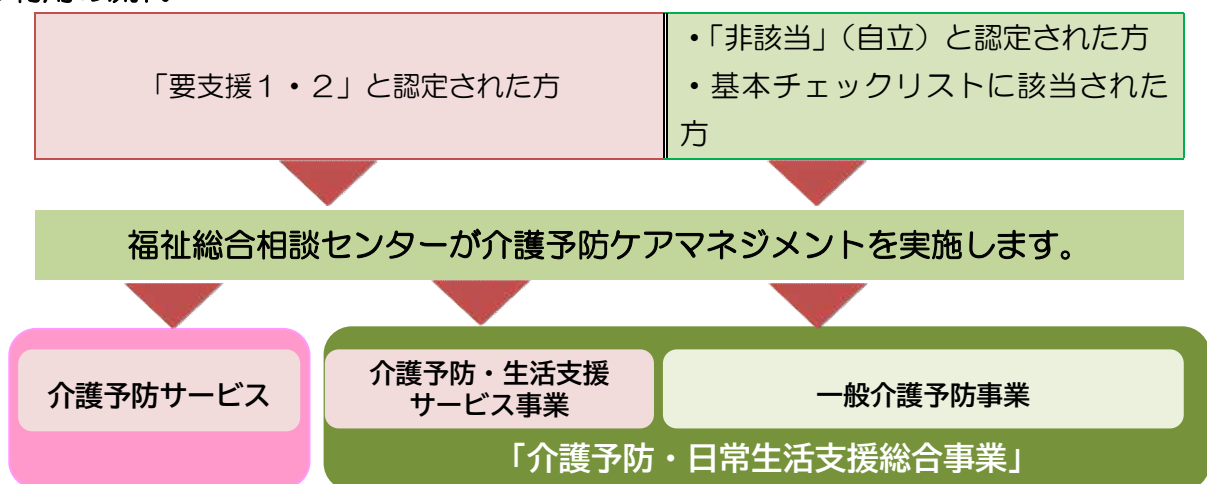 「要支援１・２」と認定された方
・「非該当」（自立）と認定された方
・基本チェックリストに該当された
方
福祉総合相談センターが介護予防ケアマネジメントを実施します。
介護予防サービス
介護予防・生活支援
サービス事業
一般介護予防事業
「介護予防・日常生活支援総合事業」